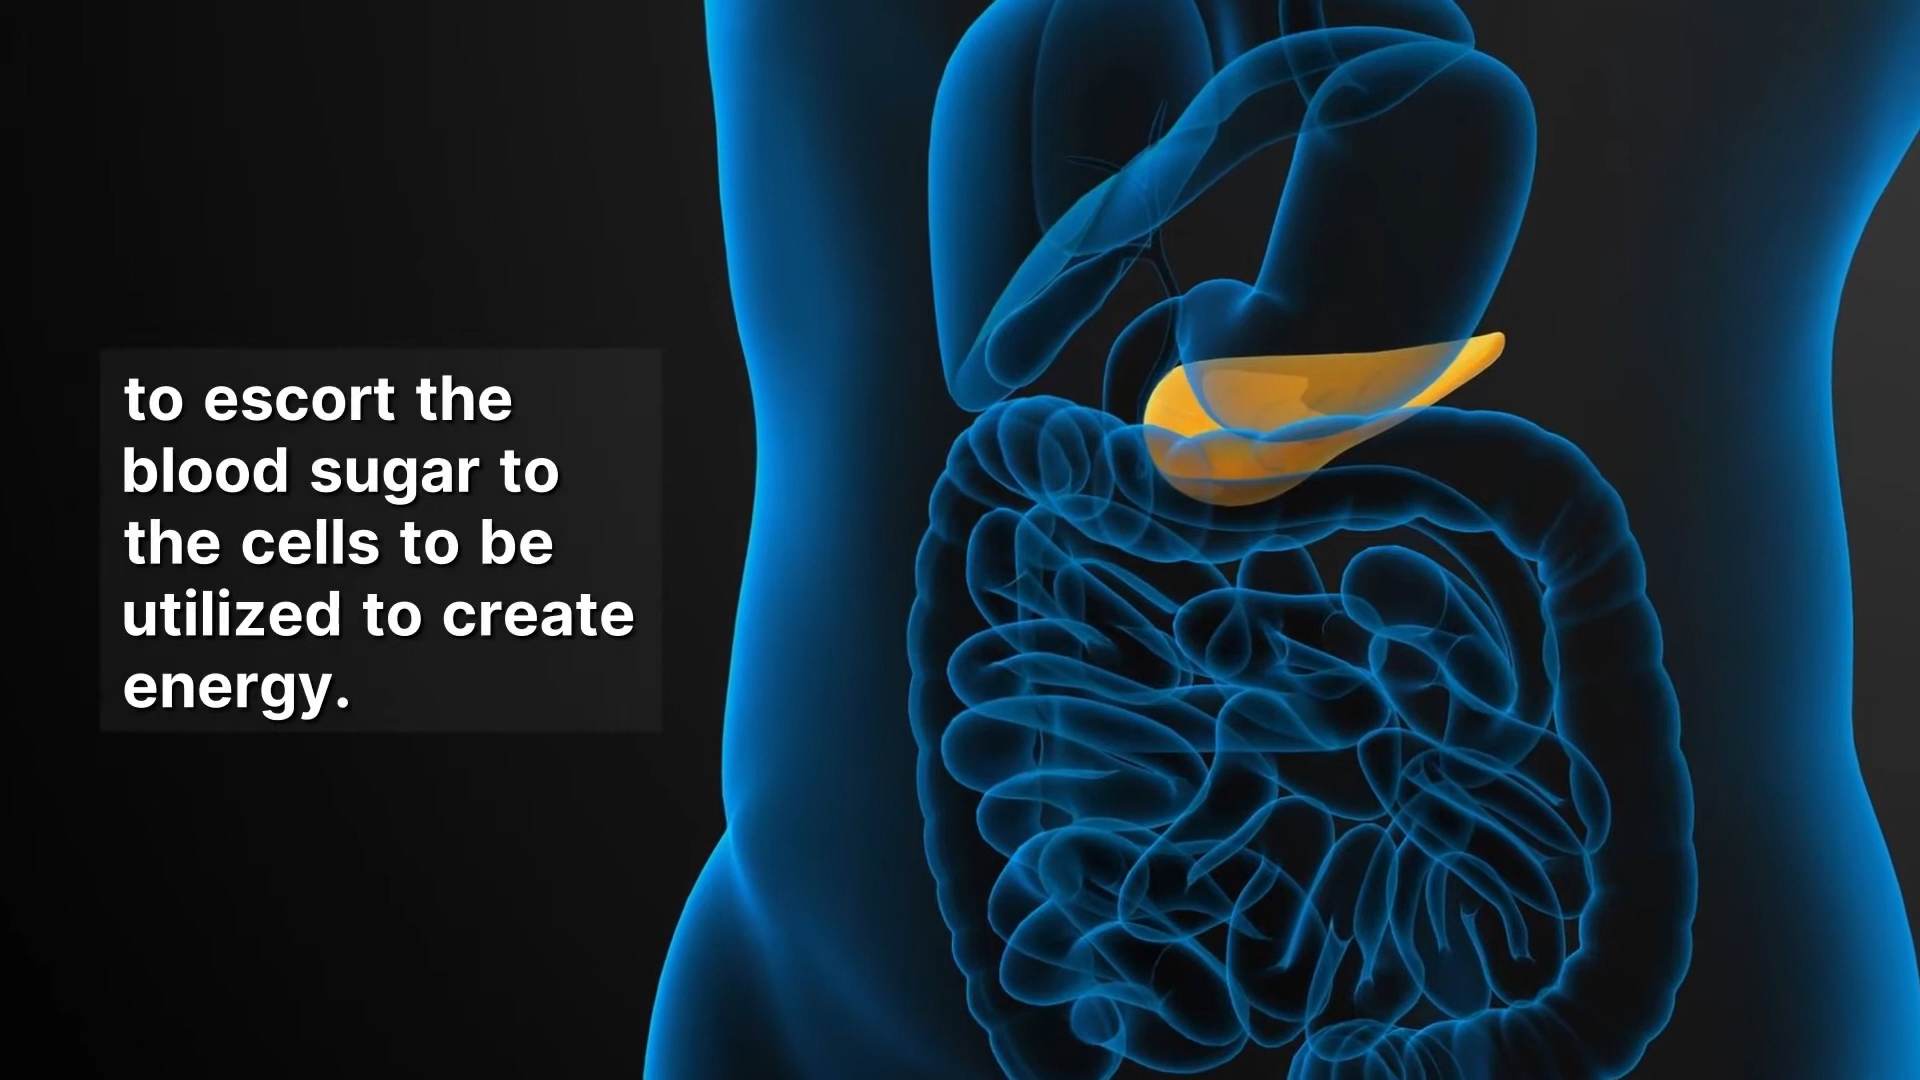 to escort the
blood sugar to
the cells to be
utilized to create
energy.